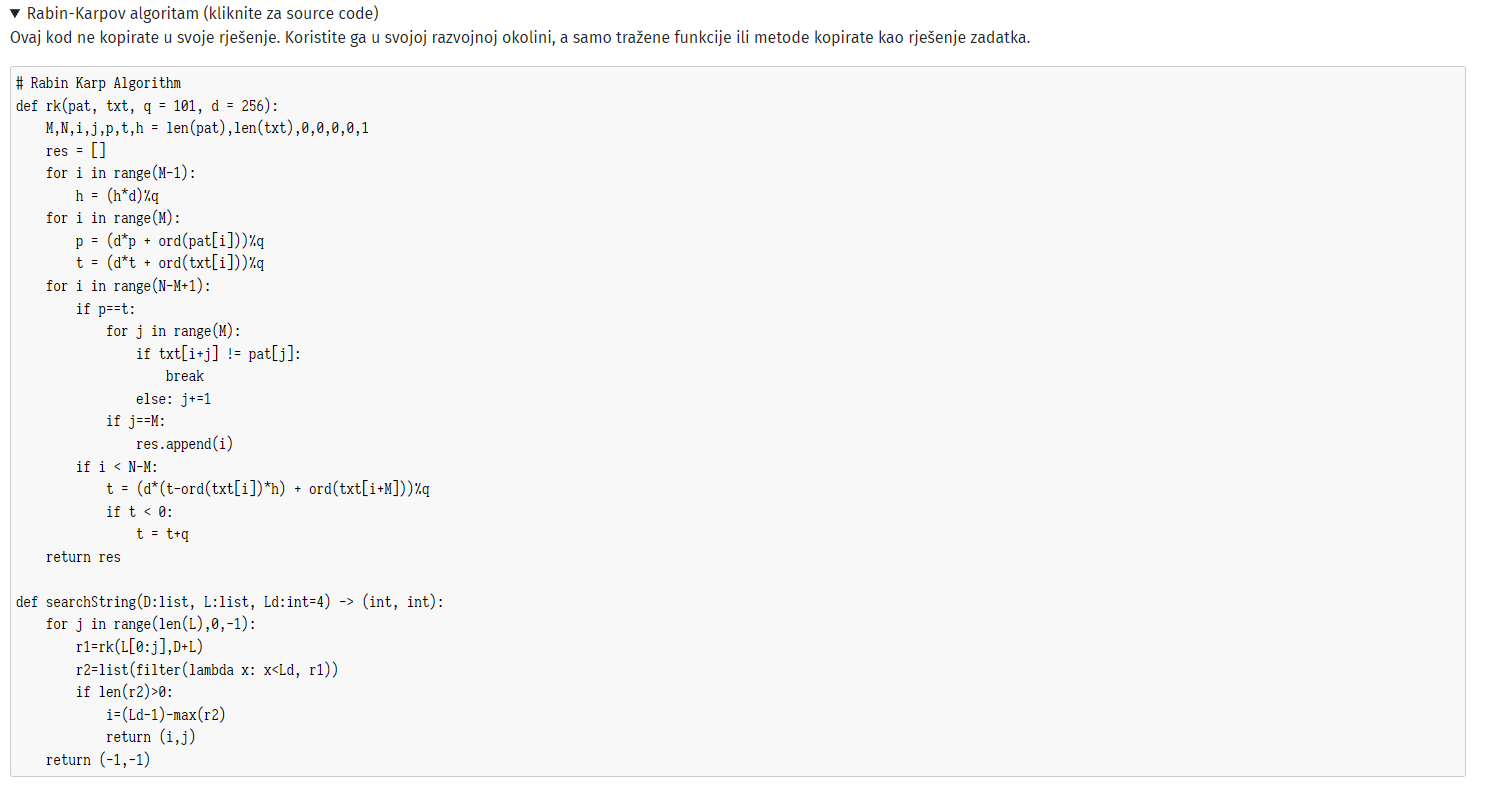 ▼ Rabin-Karpov algoritam (kliknite za source code)
Ovaj kod ne kopirate u svoje rješenje. Koristite ga u svojoj razvojnoj okolini, a samo tražene funkcije ili metode kopirate kao rješenje zadatka.
# Rabin Karp Algorithm
def rk(pat, txt, q = 101, d = 256):
    M,N,i,j,p,t,h = len(pat),len(txt),0,0,0,0,1
    res = []
    for i in range(M-1):
        h = (h*d)%q
    for i in range(M):
        p = (d*p + ord(pat[i]))%q
        t = (d*t + ord(txt[i]))%q
    for i in range(N-M+1):
        if p==t:
            for j in range(M):
                if txt[i+j] != pat[j]:
                    break
                else: j+=1
            if j==M:
                res.append(i)
        if i < N-M:
            t = (d*(t-ord(txt[i])*h) + ord(txt[i+M]))%q
            if t < 0:
                t = t+q
    return res

def searchString(D:list, L:list, Ld:int=4) -> (int, int):
    for j in range(len(L),0,-1):
        r1=rk(L[0:j],D+L)
        r2=list(filter(lambda x: x<Ld, r1))
        if len(r2)>0:
            i=(Ld-1)-max(r2)
            return (i,j)
    return (-1,-1)